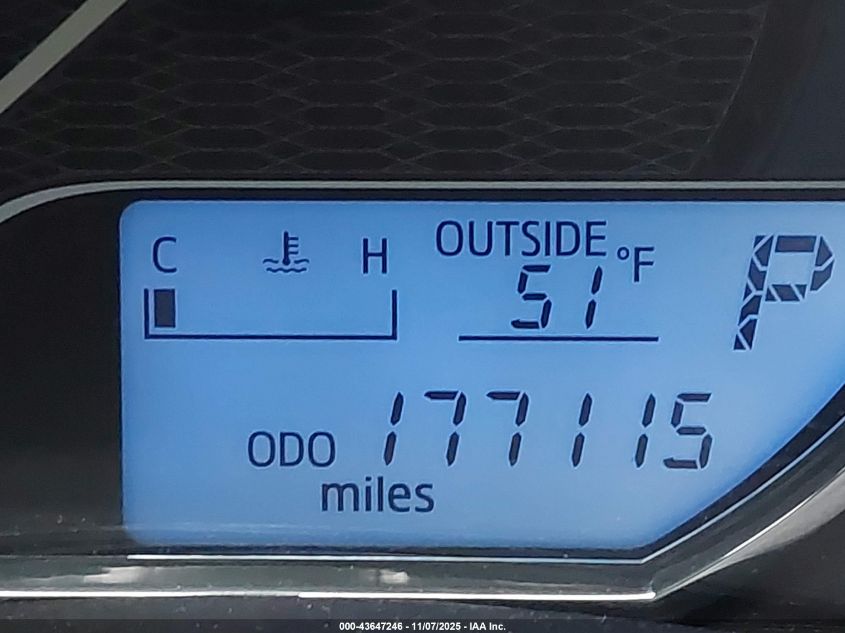 C H OUTSIDE °F
51
P
177115
ODO
miles
000-43647246 - 11/07/2025 - IAA Inc.